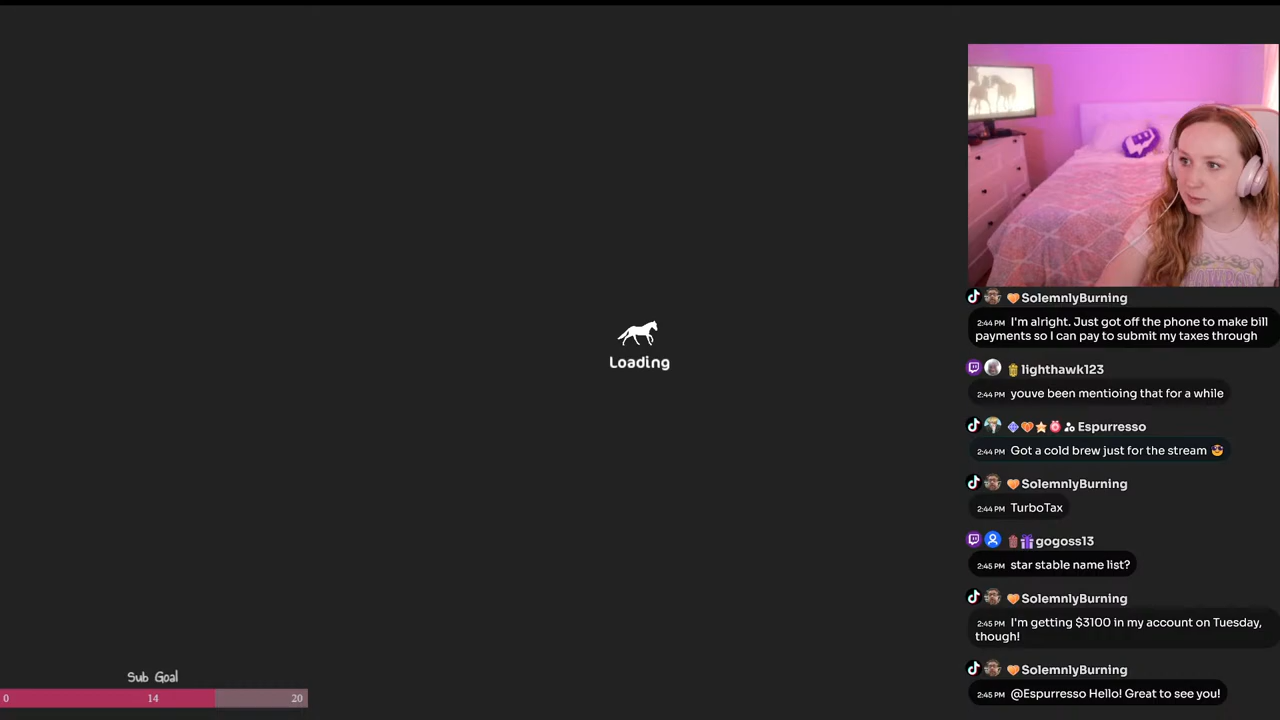 Loading
SolemnlyBurning
2:44 PM I'm alright. Just got off the phone to make bill
payments so I can pay to submit my taxes through
lighthawk123
2:44 PM youve been mentioing that for a while
Espurresso
2:44 PM Got a cold brew just for the stream
SolemnlyBurning
2:44 PM TurboTax
gogoss13
2:45 PM star stable name list?
SolemnlyBurning
2:45 PM I'm getting $3100 in my account on Tuesday,
though!
SolemnlyBurning
2:45 PM @Espurresso Hello! Great to see you!
Sub Goal
0 14 20